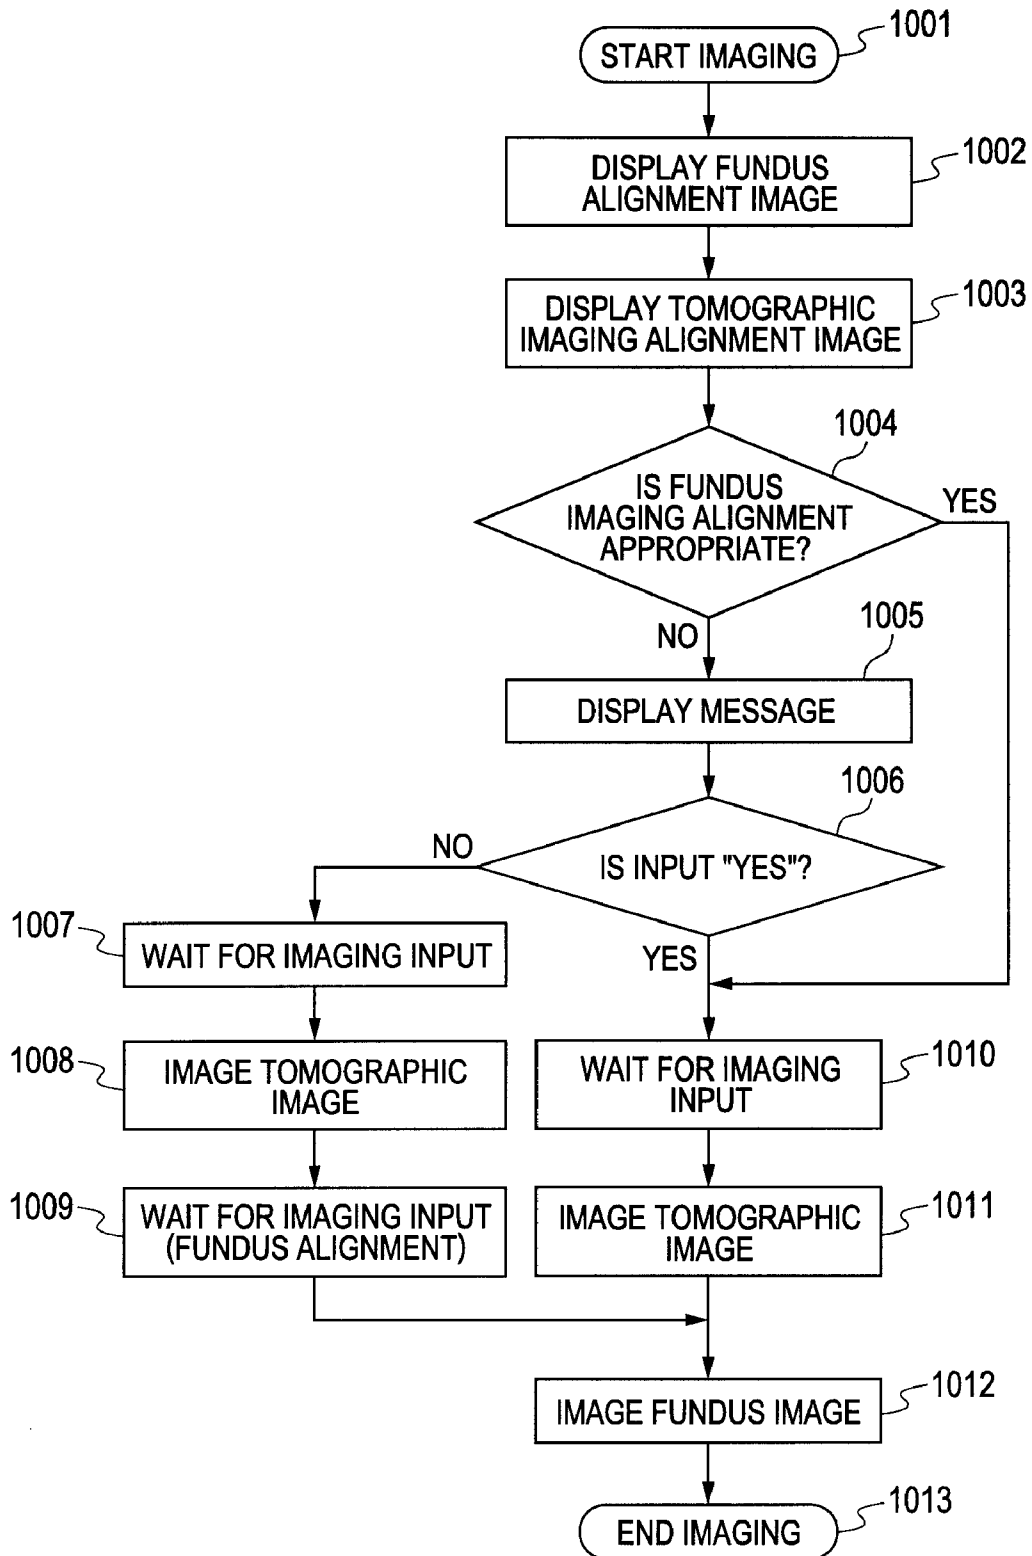 START IMAGING
1001
DISPLAY FUNDUS
ALIGNMENT IMAGE
1002
DISPLAY TOMOGRAPHIC
IMAGING ALIGNMENT IMAGE
1003
1004
IS FUNDUS
IMAGING ALIGNMENT
APPROPRIATE?
YES
NO
1005
DISPLAY MESSAGE
1006
NO
IS INPUT "YES"?
1007
WAIT FOR IMAGING INPUT
YES
1008
IMAGE TOMOGRAPHIC
IMAGE
WAIT FOR IMAGING
INPUT
1010
1009
WAIT FOR IMAGING INPUT
(FUNDUS ALIGNMENT)
IMAGE TOMOGRAPHIC
IMAGE
1011
IMAGE FUNDUS IMAGE
1012
END IMAGING
1013